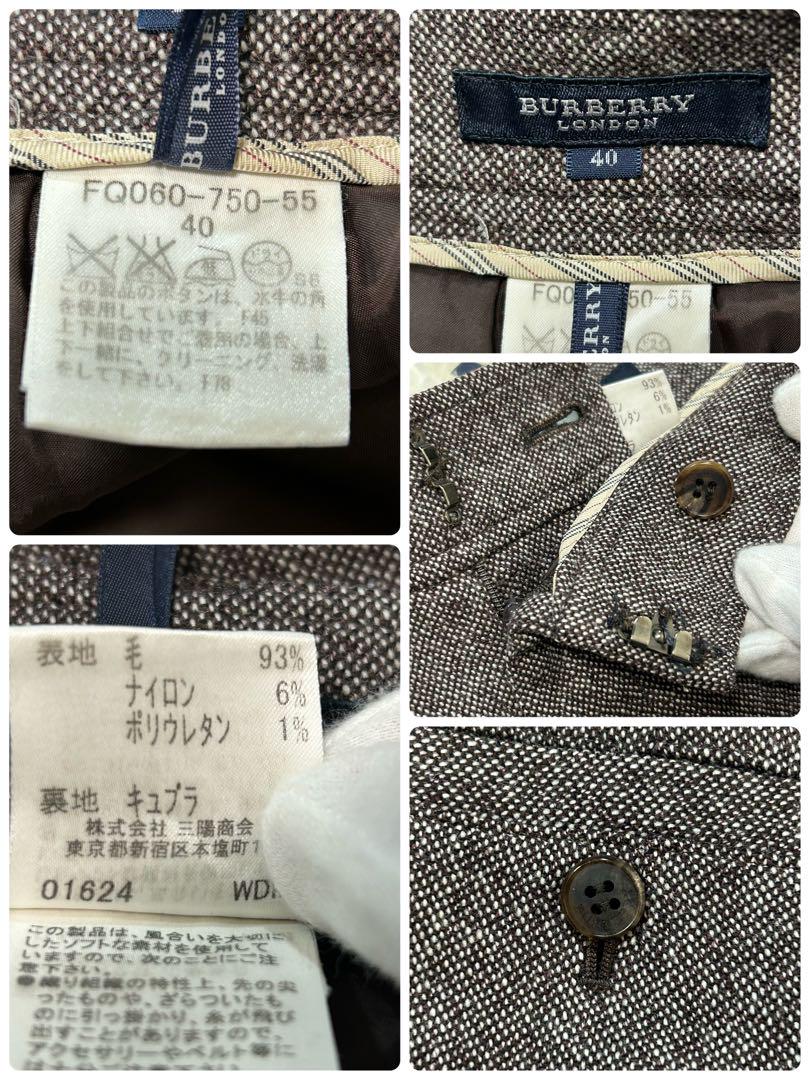 BURBERRY
LONDON
FQ060-750-55
40
S6
この製品のボタンは、水牛の角
を使用しています。 F45
上下組合せでご着用の場合、上
下一緒に、クリーニング、洗濯
をして下さい。 F78
BURBERRY
LONDON
40
FQ0
50-55
ERRY
93%
6%
1%
表地 毛 93%
ナイロン 6%
ポリウレタン 1%
裏地 キュプラ
株式会社 三陽商会
東京都新宿区本塩町1
01624 WD
この製品は、風合いを大切に
したソフトな素材を使用して
いますので、次のことにご注
意下さい。
●織り組織の特性上、先の尖
ったものや、ざらついたも
のに引っ掛かり、糸が飛び
出すことがありますので、
アクセサリーやベルト等に